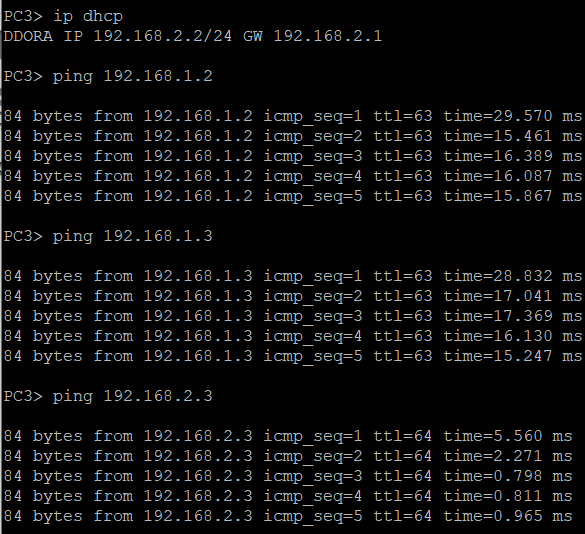 PC3> ip dhcp
DDORA IP 192.168.2.2/24 GW 192.168.2.1
PC3> ping 192.168.1.2
84 bytes from 192.168.1.2 icmp_seq=1 ttl=63 time=29.570 ms
84 bytes from 192.168.1.2 icmp_seq=2 ttl=63 time=15.461 ms
84 bytes from 192.168.1.2 icmp_seq=3 ttl=63 time=16.389 ms
84 bytes from 192.168.1.2 icmp_seq=4 ttl=63 time=16.087 ms
84 bytes from 192.168.1.2 icmp_seq=5 ttl=63 time=15.867 ms
PC3> ping 192.168.1.3
84 bytes from 192.168.1.3 icmp_seq=1 ttl=63 time=28.832 ms
84 bytes from 192.168.1.3 icmp_seq=2 ttl=63 time=17.041 ms
84 bytes from 192.168.1.3 icmp_seq=3 ttl=63 time=17.369 ms
84 bytes from 192.168.1.3 icmp_seq=4 ttl=63 time=16.130 ms
84 bytes from 192.168.1.3 icmp_seq=5 ttl=63 time=15.247 ms
PC3> ping 192.168.2.3
84 bytes from 192.168.2.3 icmp_seq=1 ttl=64 time=5.560 ms
84 bytes from 192.168.2.3 icmp_seq=2 ttl=64 time=2.271 ms
84 bytes from 192.168.2.3 icmp_seq=3 ttl=64 time=0.798 ms
84 bytes from 192.168.2.3 icmp_seq=4 ttl=64 time=0.811 ms
84 bytes from 192.168.2.3 icmp_seq=5 ttl=64 time=0.965 ms